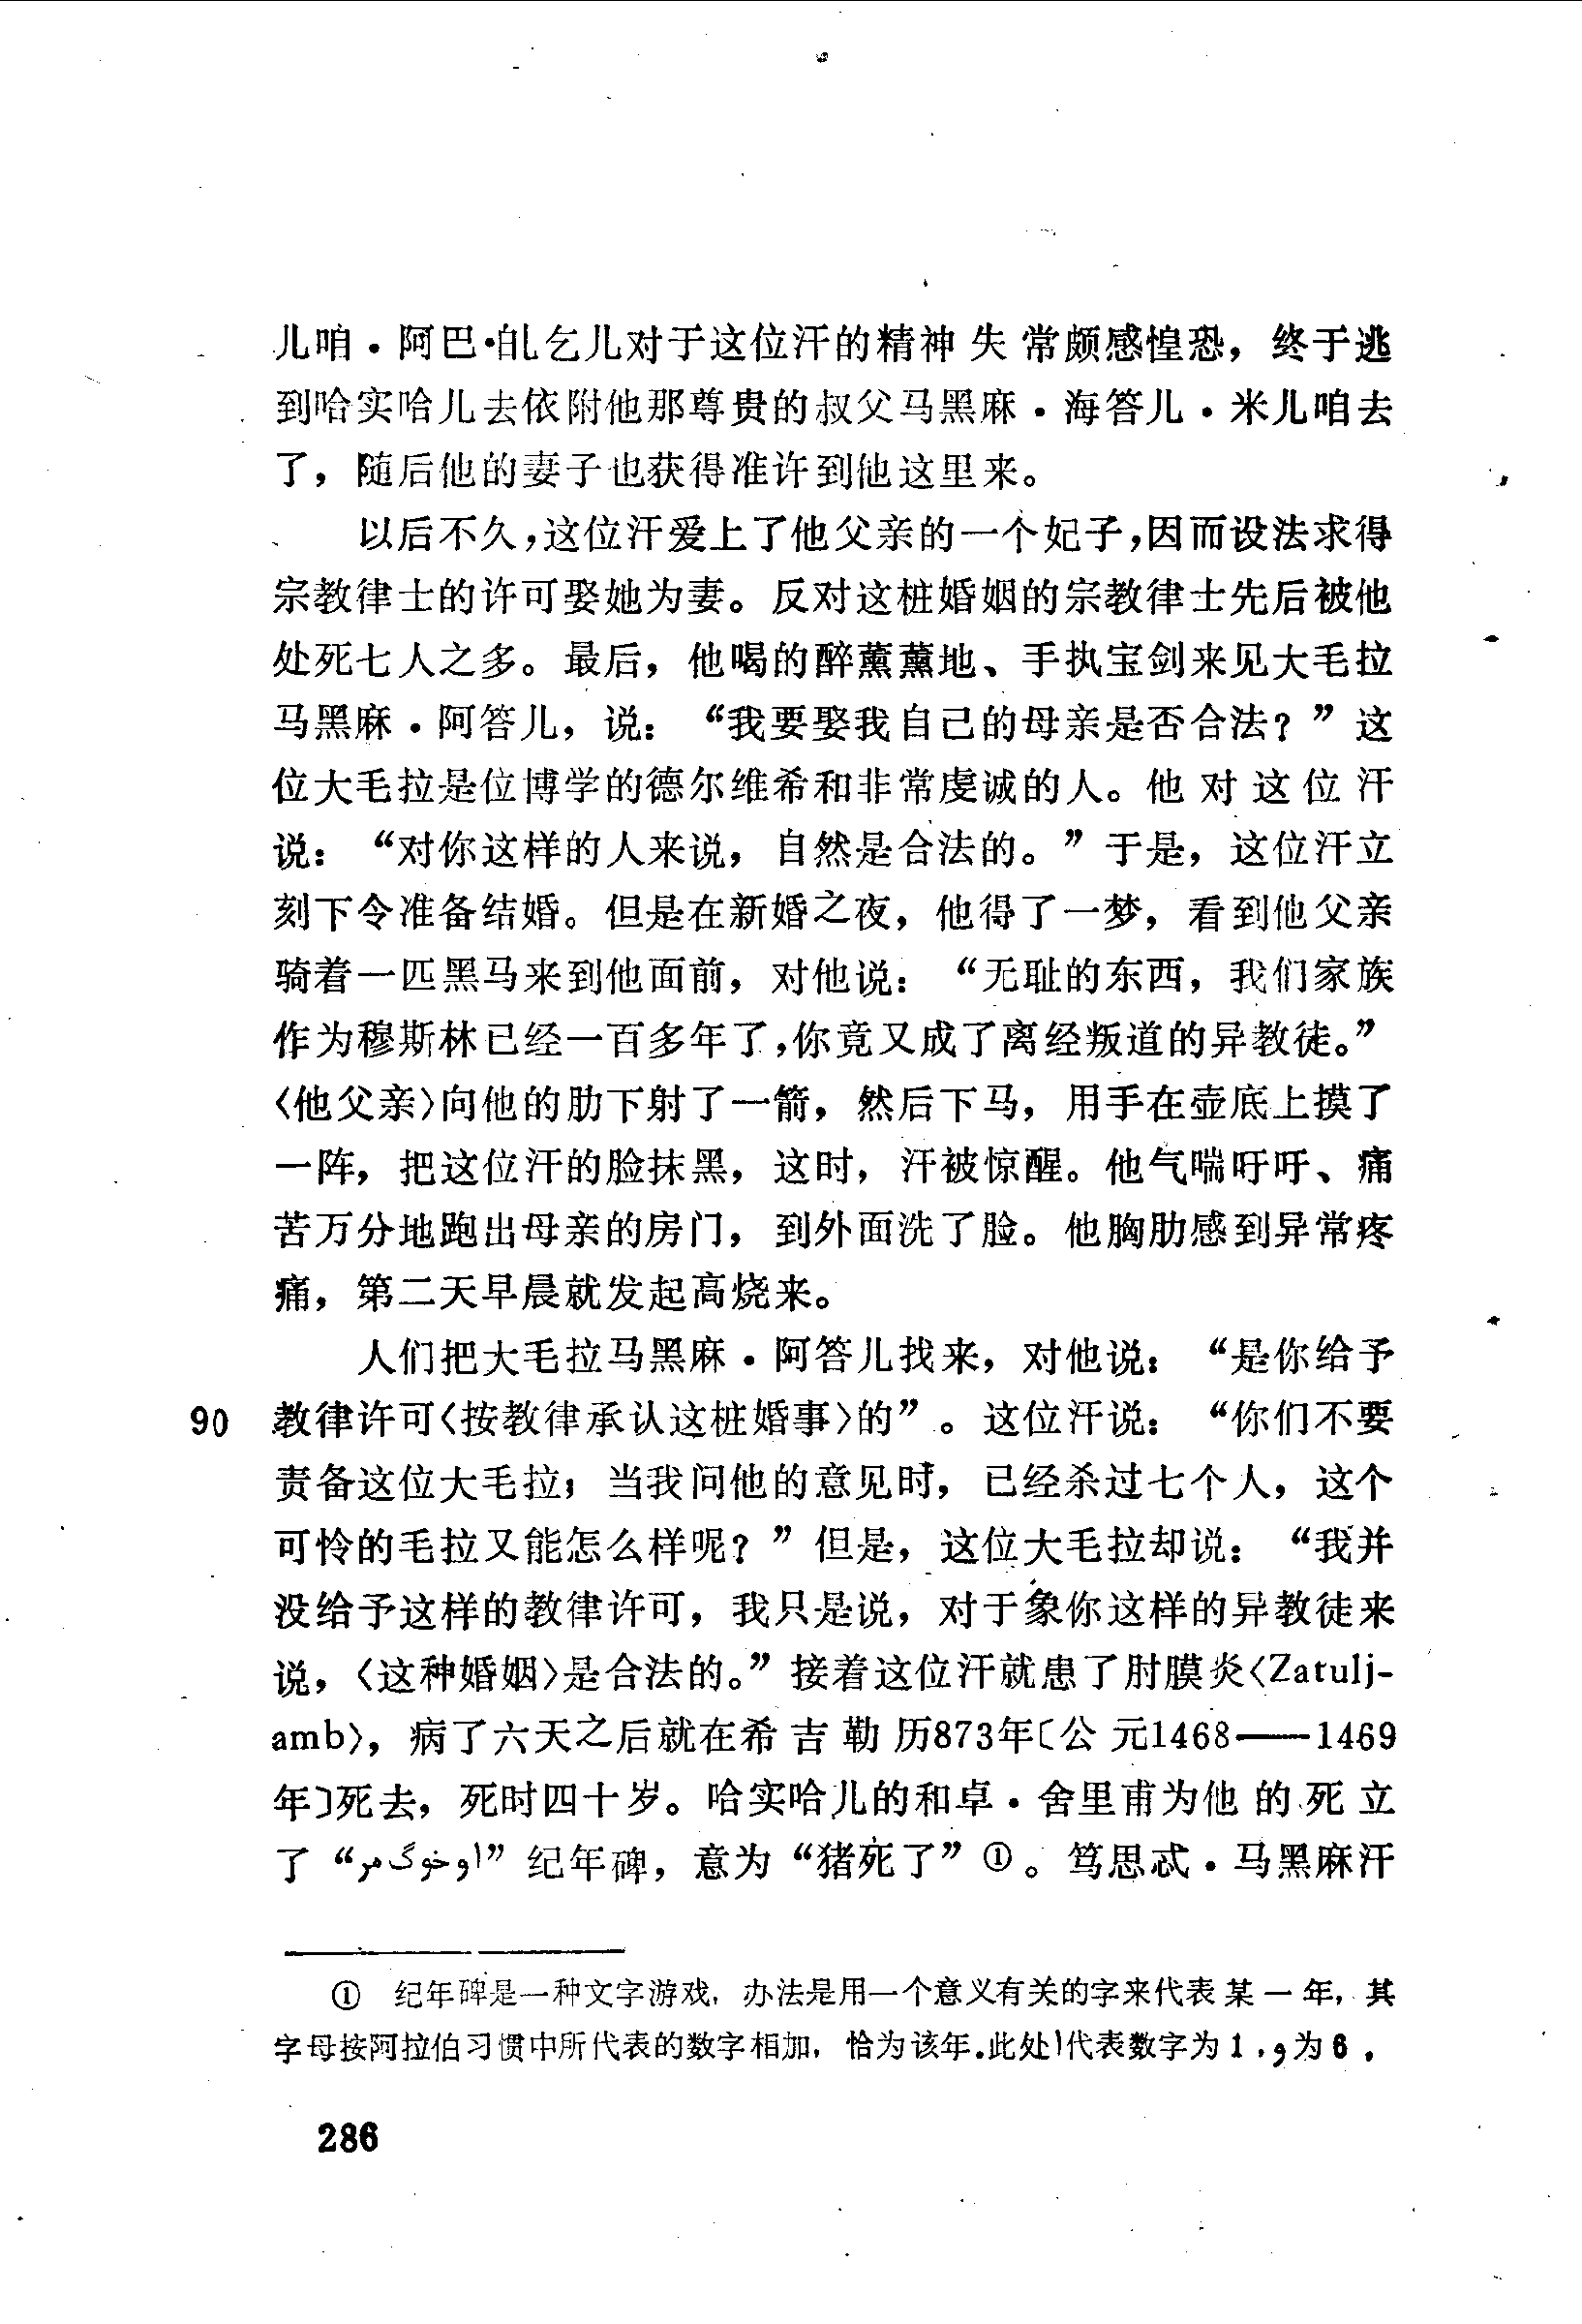 儿咱·阿巴·癿乞儿对于这位汗的精神失常颇感惶恐，终于逃
到哈实哈儿去依附他那尊贵的叔父马黑麻·海答儿·米儿咱去
了，随后他的妻子也获得准许到他这里来。
以后不久，这位汗爱上了他父亲的一个妃子，因而设法求得
宗教律士的许可娶她为妻。反对这桩婚姻的宗教律士先后被他
处死七人之多。最后，他喝的醉薰薰地、手执宝剑来见大毛拉
马黑麻·阿答儿，说：“我要娶我自己的母亲是否合法？”这
位大毛拉是位博学的德尔维希和非常虔诚的人。他对这位汗
说：“对你这样的人来说，自然是合法的。”于是，这位汗立
刻下令准备结婚。但是在新婚之夜，他得了一梦，看到他父亲
骑着一匹黑马来到他面前，对他说：“无耻的东西，我们家族
作为穆斯林已经一百多年了，你竟又成了离经叛道的异教徒。”
〈他父亲〉向他的肋下射了一箭，然后下马，用手在壶底上摸了
一阵，把这位汗的脸抹黑，这时，汗被惊醒。他气喘吁吁、痛
苦万分地跑出母亲的房门，到外面洗了脸。他胸肋感到异常疼
痛，第二天早晨就发起高烧来。
人们把大毛拉马黑麻·阿答儿找来，对他说：“是你给予
90 教律许可〈按教律承认这桩婚事〉的”。这位汗说：“你们不要
责备这位大毛拉；当我问他的意见时，已经杀过七个人，这个
可怜的毛拉又能怎么样呢？”但是，这位大毛拉却说：“我并
没给予这样的教律许可，我只是说，对于象你这样的异教徒来
说，〈这种婚姻〉是合法的。”接着这位汗就患了肘膜炎〈Zatulj-
amb〉，病了六天之后就在希吉勒历873年〔公元1468——1469
年〕死去，死时四十岁。哈实哈儿的和卓·舍里甫为他的死立
了“اوخوگ مر”纪年碑，意为“猪死了”①。笃思忒·马黑麻汗
① 纪年碑是一种文字游戏，办法是用一个意义有关的字来代表某一年，其
字母按阿拉伯习惯中所代表的数字相加，恰为该年.此处ا代表数字为1，و为6，
286